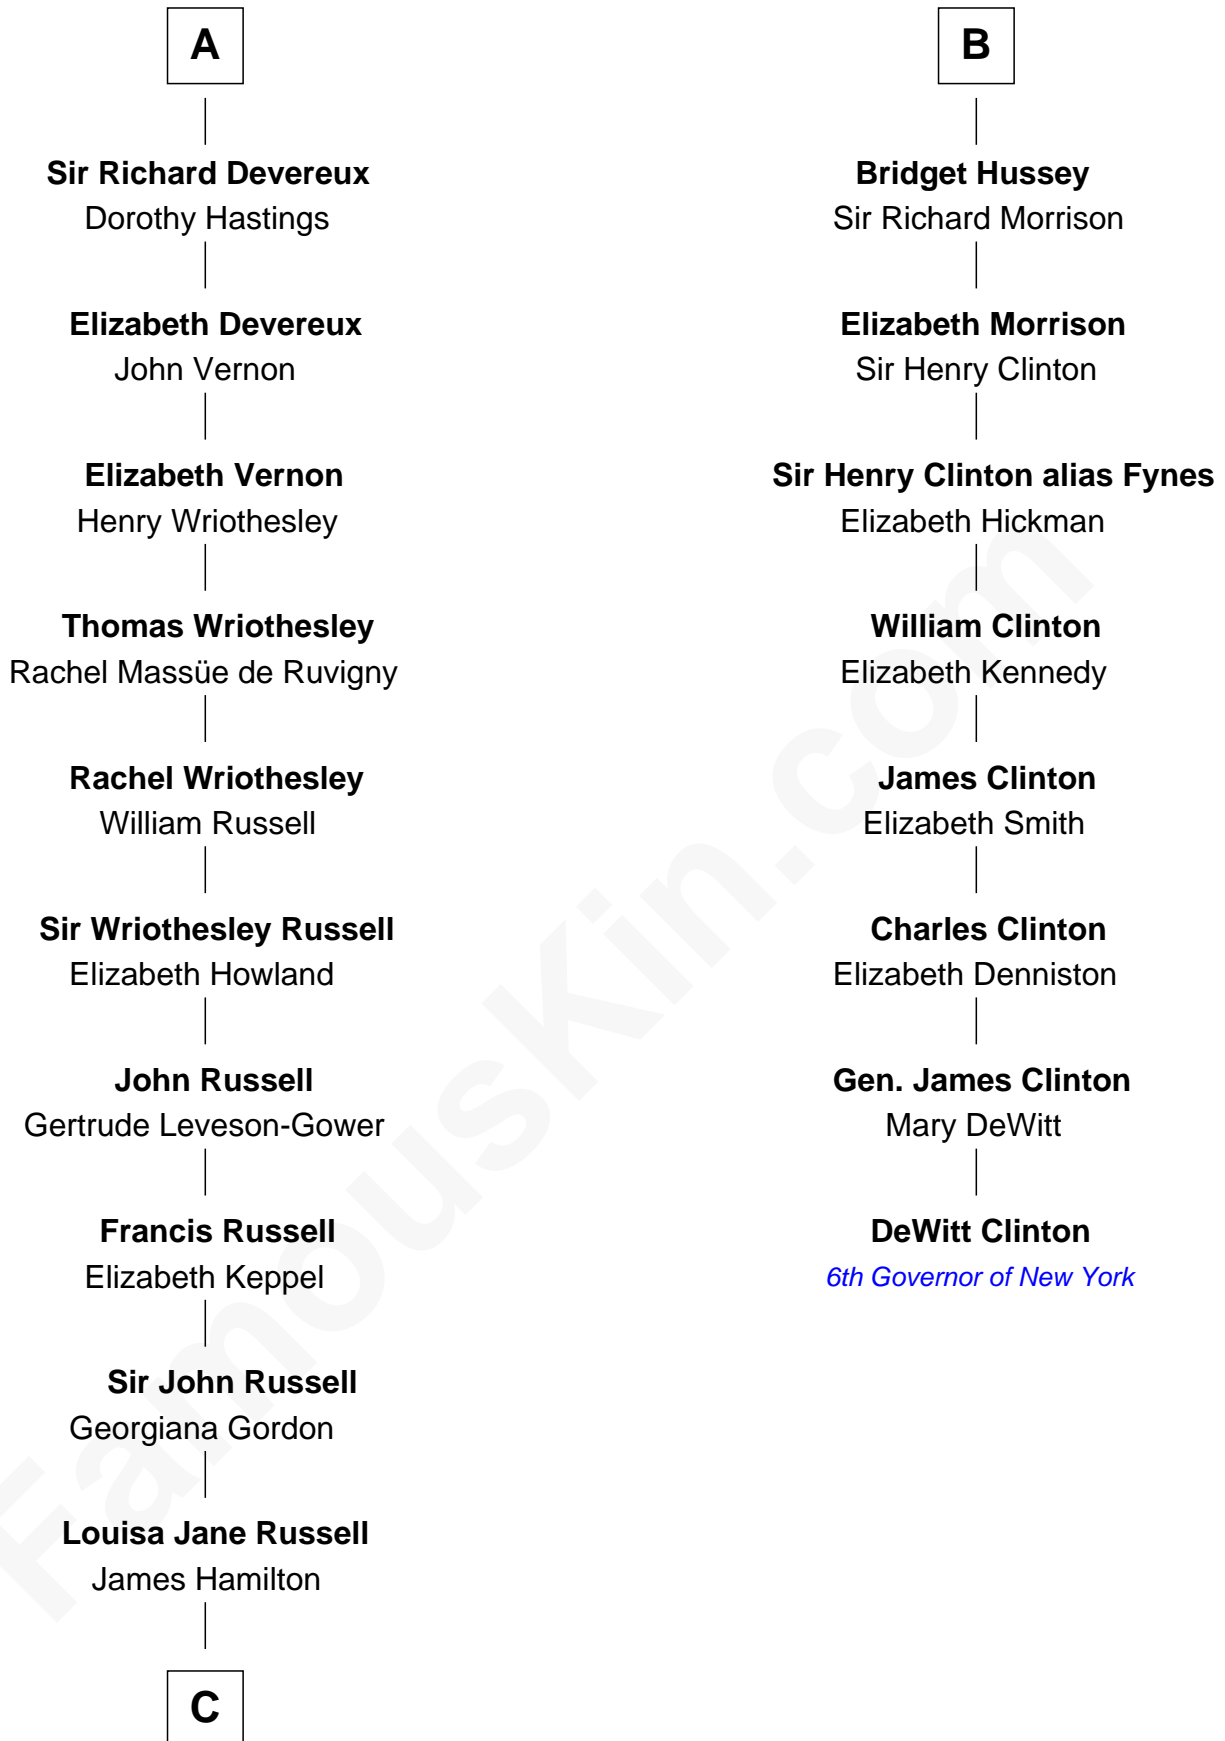 A
Sir Richard Devereux
Dorothy Hastings
Elizabeth Devereux
John Vernon
Elizabeth Vernon
Henry Wriothesley
Thomas Wriothesley
Rachel Massüe de Ruvigny
Rachel Wriothesley
William Russell
Sir Wriothesley Russell
Elizabeth Howland
John Russell
Gertrude Leveson-Gower
Francis Russell
Elizabeth Keppel
Sir John Russell
Georgiana Gordon
Louisa Jane Russell
James Hamilton
C
B
Bridget Hussey
Sir Richard Morrison
Elizabeth Morrison
Sir Henry Clinton
Sir Henry Clinton alias Fynes
Elizabeth Hickman
William Clinton
Elizabeth Kennedy
James Clinton
Elizabeth Smith
Charles Clinton
Elizabeth Denniston
Gen. James Clinton
Mary DeWitt
DeWitt Clinton
6th Governor of New York
FamousKin.com